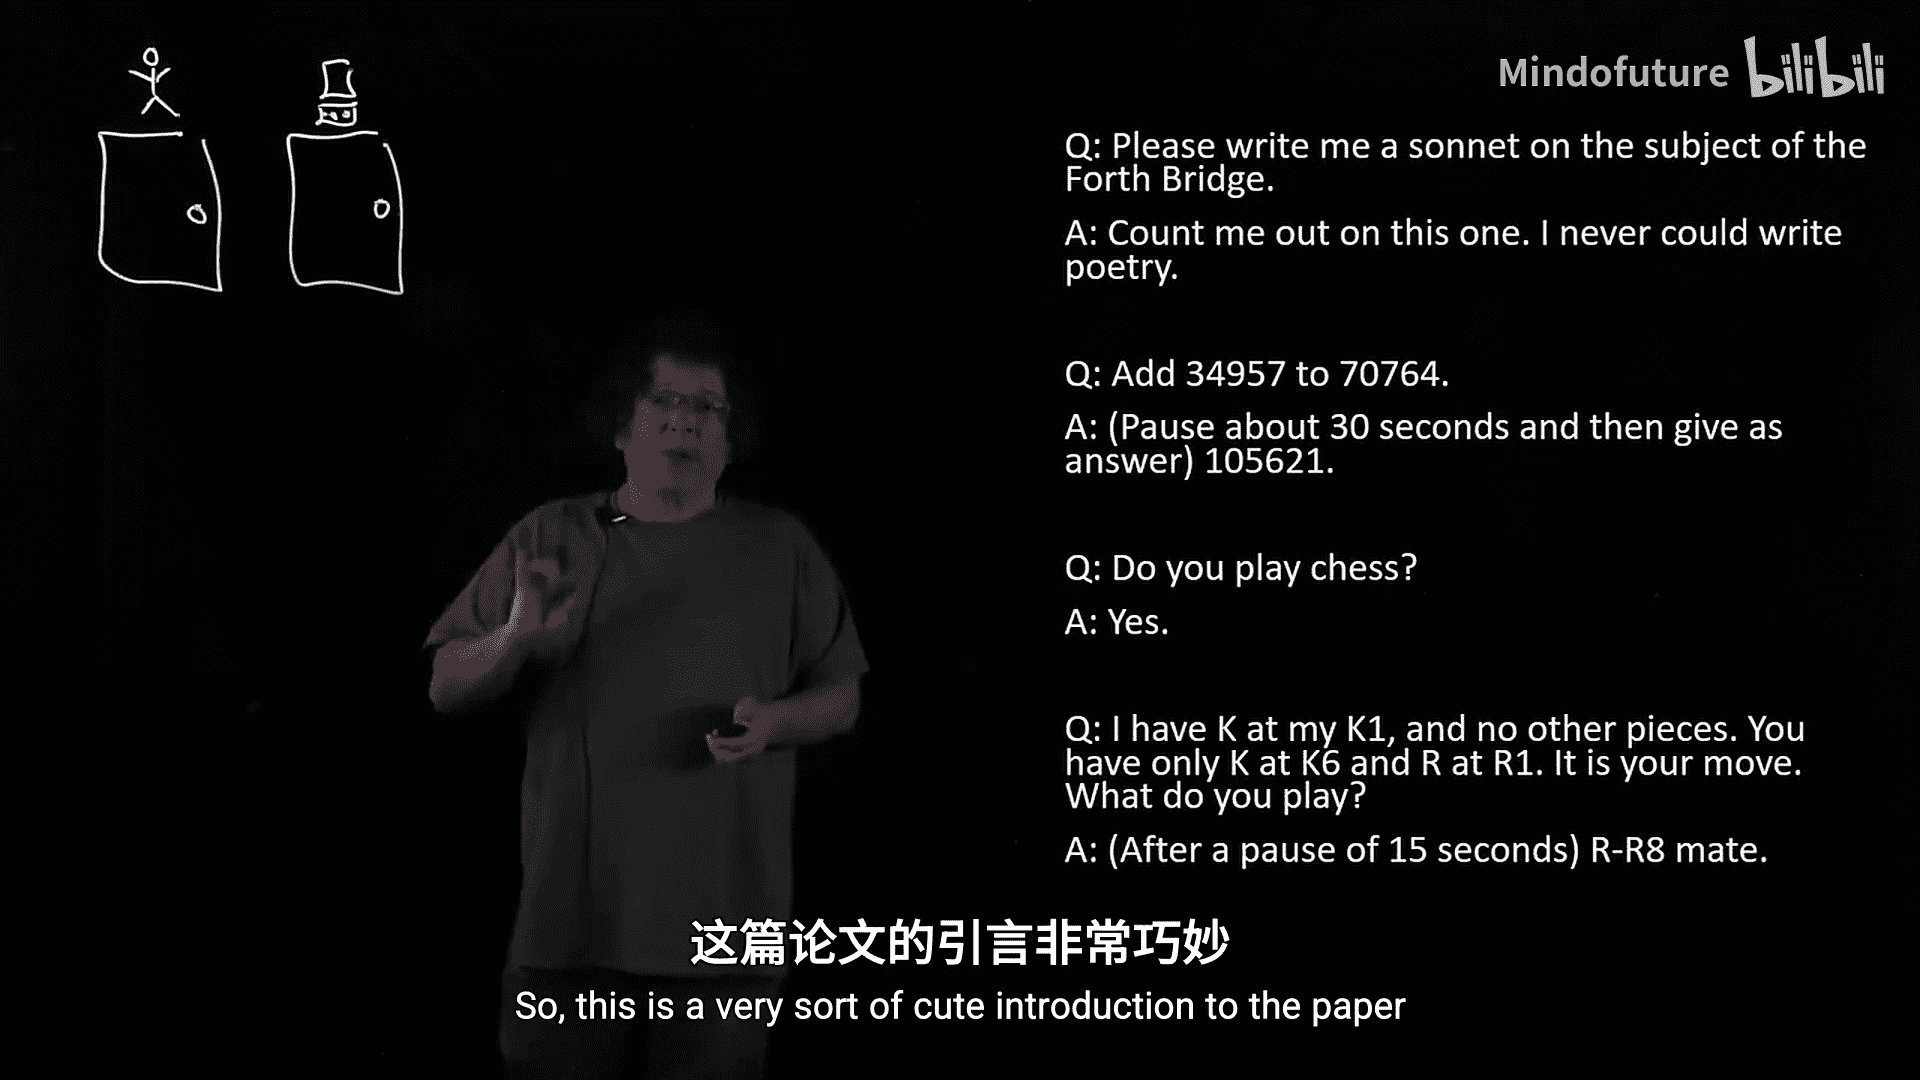 Mindofuture bilibili
Q: Please write me a sonnet on the subject of the
Forth Bridge.
A: Count me out on this one. I never could write
poetry.
Q: Add 34957 to 70764.
A: (Pause about 30 seconds and then give as
answer) 105621.
Q: Do you play chess?
A: Yes.
Q: I have K at my K1, and no other pieces. You
have only K at K6 and R at R1. It is your move.
What do you play?
A: (After a pause of 15 seconds) R-R8 mate.
这篇论文的引言非常巧妙
So, this is a very sort of cute introduction to the paper